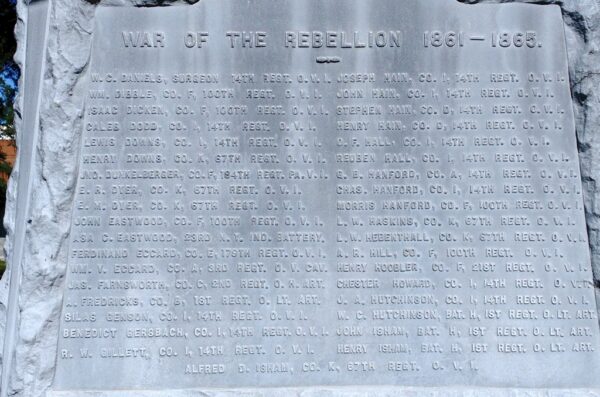 WAR OF THE REBELLION 1861—1865.
W. C. DANIELS, SURGEON 14TH REGT. O. V. I.
WM. DIBBLE, CO. F, 100TH REGT. O. V. I.
ISAAC DICKEN, CO. F, 100TH REGT. O. V. I.
CALEB DODD, CO. I, 14TH REGT. O. V. I.
LEWIS DOWNS, CO. I, 14TH REGT. O. V. I.
HENRY DOWNS, CO. K, 67TH REGT. O. V. I.
JNO. DUNKELBERGER, CO. F, 184TH REGT. PA. V. I.
E. R. DYER, CO. K, 67TH REGT. O. V. I.
E. M. DYER, CO. K, 67TH REGT. O. V. I.
JOHN EASTWOOD, CO. F, 100TH REGT. O. V. I.
ASA C. EASTWOOD, 23RD N. Y. IND. BATTERY.
FERDINAND ECCARD, CO. E, 179TH REGT. O. V. I.
WM. V. ECCARD, CO. A, 3RD REGT. O. V. CAV.
JAS. FARNSWORTH, CO. C, 2ND REGT. O. H. ART.
J. FREDRICKS, CO. B, 1ST REGT. O. LT. ART.
SILAS GENSON, CO. I, 14TH REGT. O. V. I.
BENEDICT GERSBACH, CO. I, 14TH REGT. O. V. I.
R. W. GILLETT, CO. I, 14TH REGT. O. V. I.
JOSEPH HAIN, CO. I, 14TH REGT. O. V. I.
JOHN HAIN, CO. I, 14TH REGT. O. V. I.
STEPHEN HAIN, CO. D, 14TH REGT. O. V. I.
HENRY HAIN, CO. G, 14TH REGT. O. V. I.
F. HALL, CO. I, 14TH REGT. O. V. I.
REUBEN HALL, CO. I, 14TH REGT. O. V. I.
B. HANFORD, CO. A, 14TH REGT. O. V. I.
CHAS. HANFORD, CO. I, 14TH REGT. O. V. I.
MORRIS HANFORD, CO. F, 100TH REGT. O. V. I.
L. W. HASKINS, CO. K, 67TH REGT. O. V. I.
L. W. HEBENTHALL, CO. K, 67TH REGT. O. V. I.
A. R. HILL, CO. F, 100TH REGT. O. V. I.
HENRY HOOBLER, CO. F, 21ST REGT. O. V. I.
CHESTER HOWARD, CO. I, 14TH REGT. O. V. I.
J. A. HUTCHINSON, CO. I, 14TH REGT. O. V. I.
W. C. HUTCHINSON, BAT. H, 1ST REGT. O. LT. ART.
JOHN ISHAM, BAT. H, 1ST REGT. O. LT. ART.
HENRY ISHAM, BAT. H, 1ST REGT. O. LT. ART.
ALFRED D. ISHAM, CO. K, 67TH REGT. O. V. I.